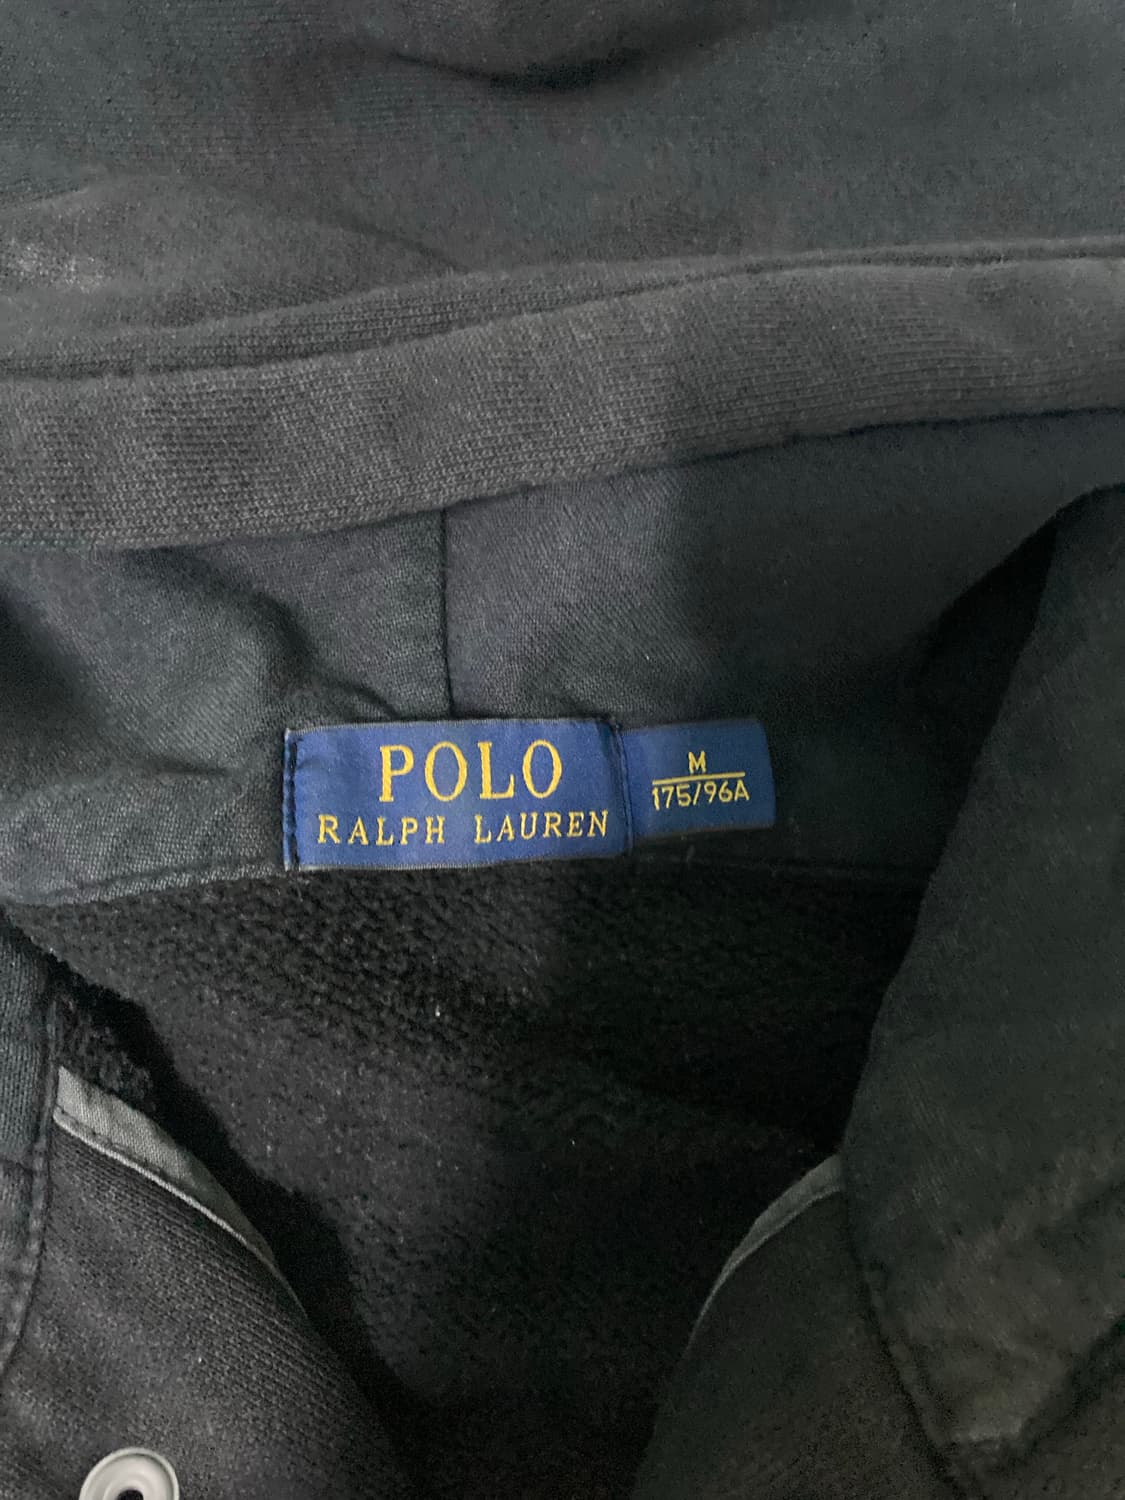 POLO
RALPH LAUREN
M
175/96A